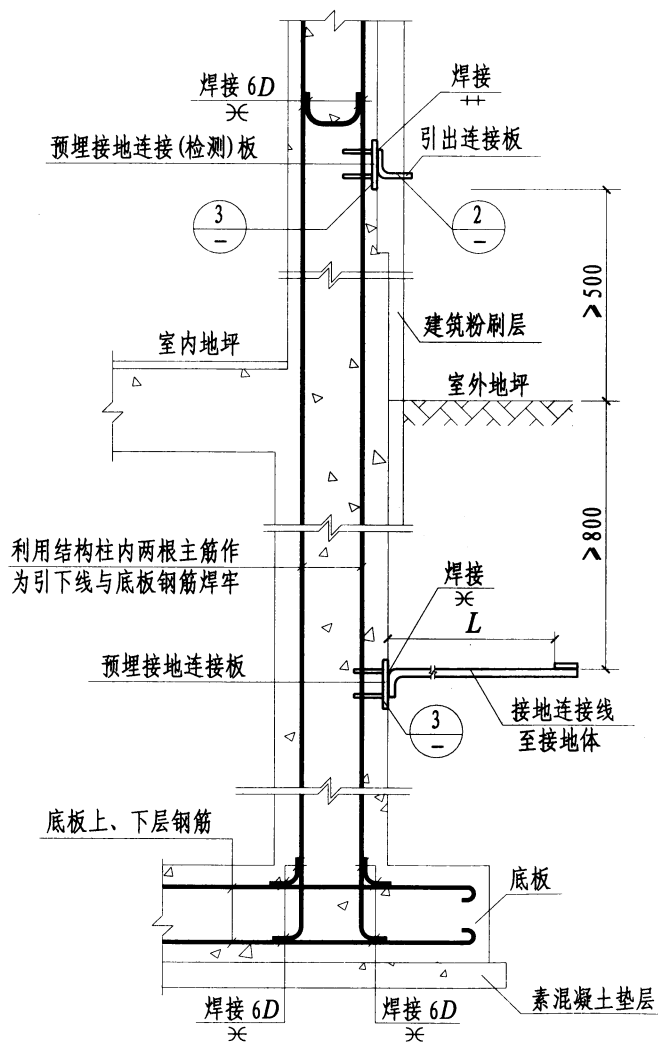 焊接 6D
焊接
预埋接地连接(检测)板
引出连接板
3
—
2
—
≥500
建筑粉刷层
室内地坪
室外地坪
≥800
利用结构柱内两根主筋作
为引下线与底板钢筋焊牢
焊接
L
预埋接地连接板
3
—
接地连接线
至接地体
底板上、下层钢筋
底板
焊接 6D
焊接 6D
素混凝土垫层